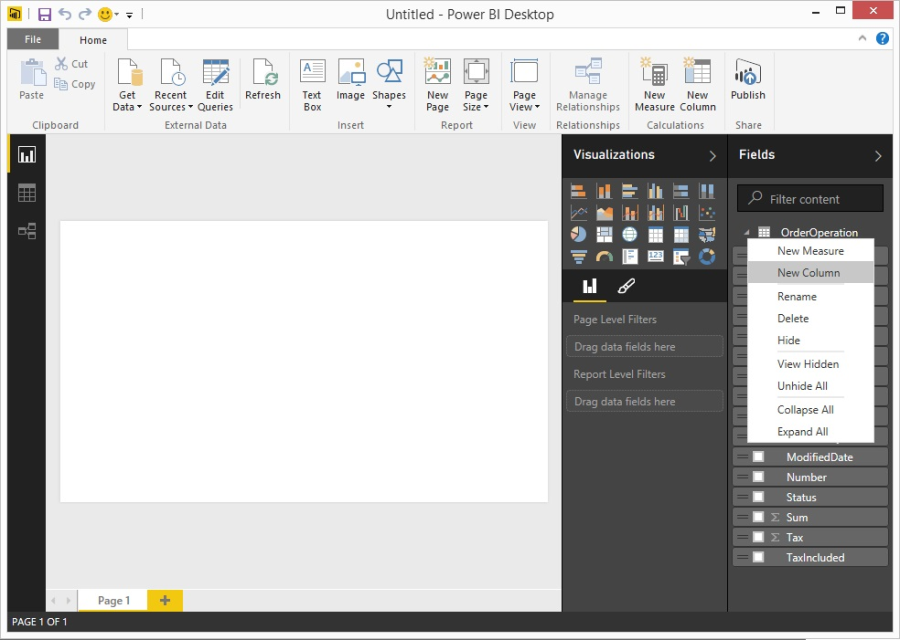 Untitled - Power BI Desktop
File
Home
Paste
Cut
Copy
Clipboard
Get
Data
Recent
Sources
Edit
Queries
Refresh
External Data
Text
Box
Image
Shapes
Insert
New
Page
Page
Size
Report
Page
View
View
Manage
Relationships
Relationships
New
Measure
New
Column
Calculations
Publish
Share
Visualizations
Page Level Filters
Drag data fields here
Report Level Filters
Drag data fields here
Fields
Filter content
OrderOperation
New Measure
New Column
Rename
Delete
Hide
View Hidden
Unhide All
Collapse All
Expand All
ModifiedDate
Number
Status
Σ Sum
Σ Tax
TaxIncluded
Page 1
PAGE 1 OF 1